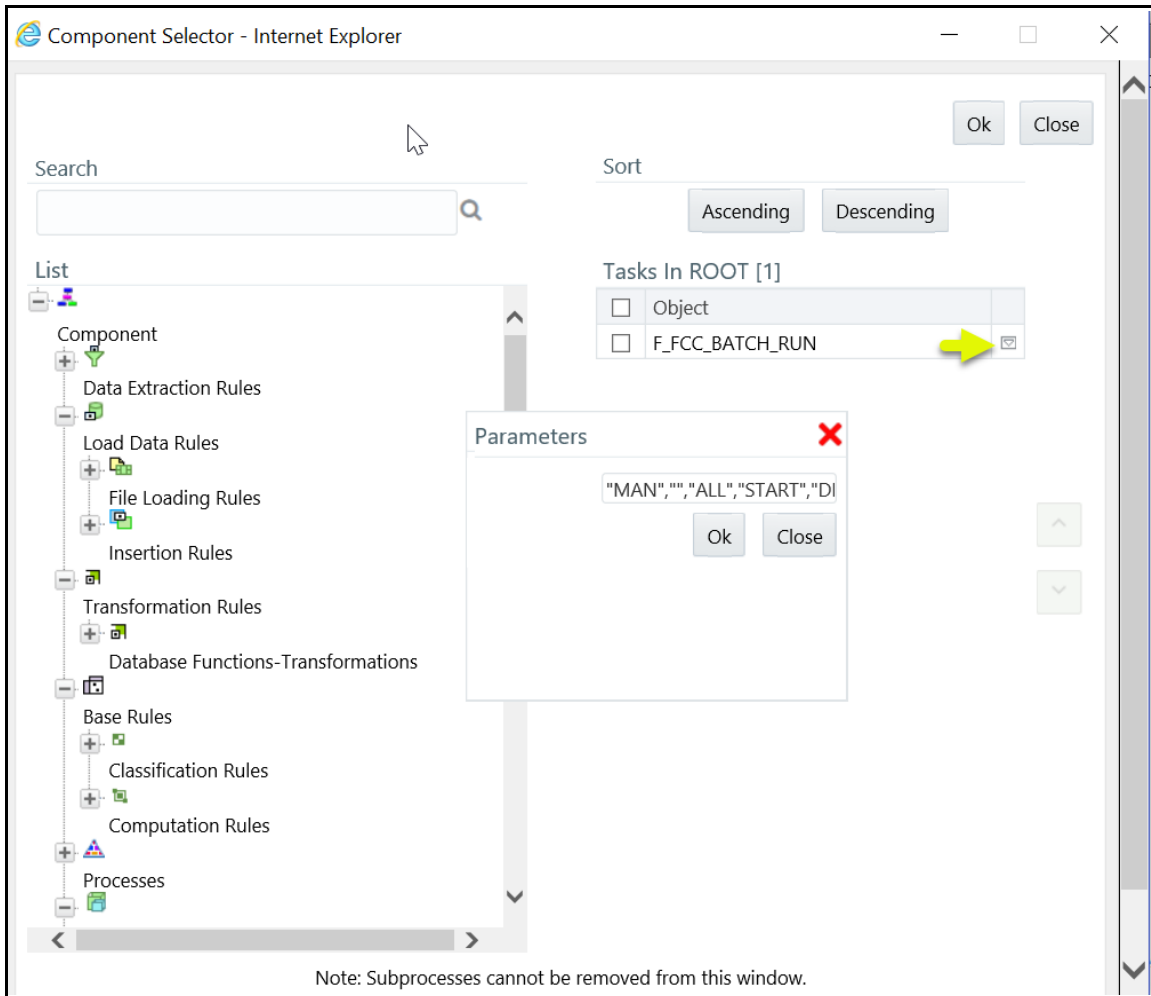 Component Selector - Internet Explorer
Ok Close
Search
Sort
Ascending Descending
List
Tasks In ROOT [1]
Object
Component
F_FCC_BATCH_RUN
Data Extraction Rules
Load Data Rules
Parameters
"MAN","","ALL","START","DI
File Loading Rules
Ok Close
Insertion Rules
Transformation Rules
Database Functions-Transformations
Base Rules
Classification Rules
Computation Rules
Processes
Note: Subprocesses cannot be removed from this window.